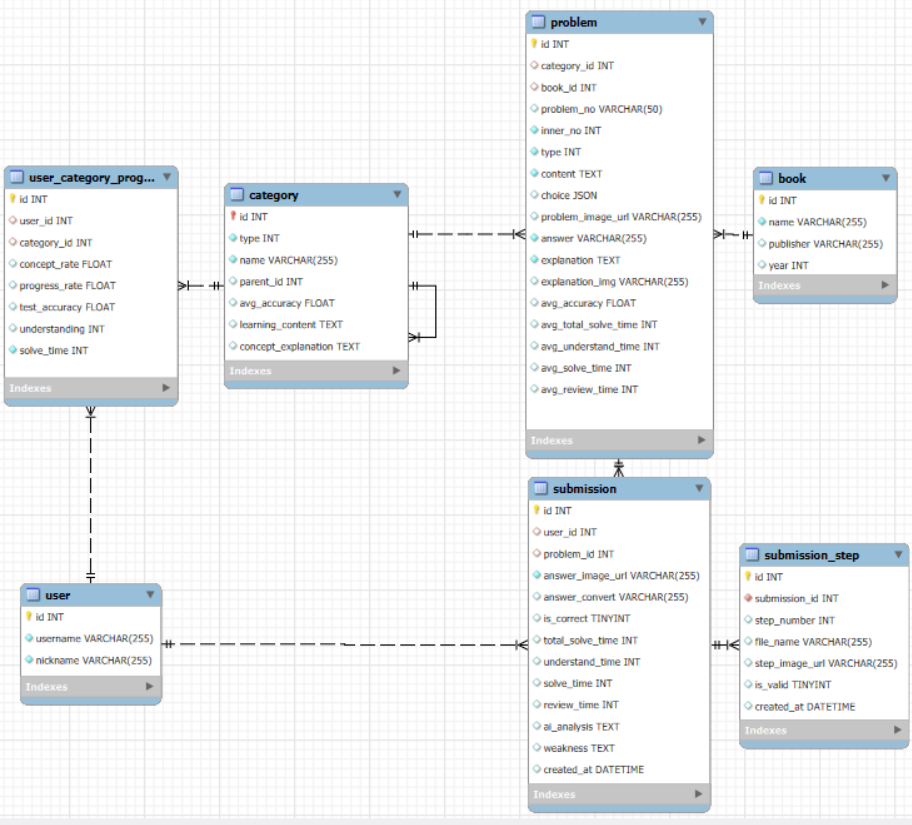 problem
id INT
category_id INT
book_id INT
problem_no VARCHAR(50)
inner_no INT
type INT
content TEXT
choice JSON
problem_image_url VARCHAR(255)
answer VARCHAR(255)
explanation TEXT
explanation_img VARCHAR(255)
avg_accuracy FLOAT
avg_total_solve_time INT
avg_understand_time INT
avg_solve_time INT
avg_review_time INT
Indexes
user_category_prog...
id INT
user_id INT
category_id INT
concept_rate FLOAT
progress_rate FLOAT
test_accuracy FLOAT
understanding INT
solve_time INT
Indexes
category
id INT
type INT
name VARCHAR(255)
parent_id INT
avg_accuracy FLOAT
learning_content TEXT
concept_explanation TEXT
Indexes
book
id INT
name VARCHAR(255)
publisher VARCHAR(255)
year INT
Indexes
user
id INT
username VARCHAR(255)
nickname VARCHAR(255)
Indexes
submission
id INT
user_id INT
problem_id INT
answer_image_url VARCHAR(255)
answer_convert VARCHAR(255)
is_correct TINYINT
total_solve_time INT
understand_time INT
solve_time INT
review_time INT
ai_analysis TEXT
weakness TEXT
created_at DATETIME
Indexes
submission_step
id INT
submission_id INT
step_number INT
file_name VARCHAR(255)
step_image_url VARCHAR(255)
is_valid TINYINT
created_at DATETIME
Indexes